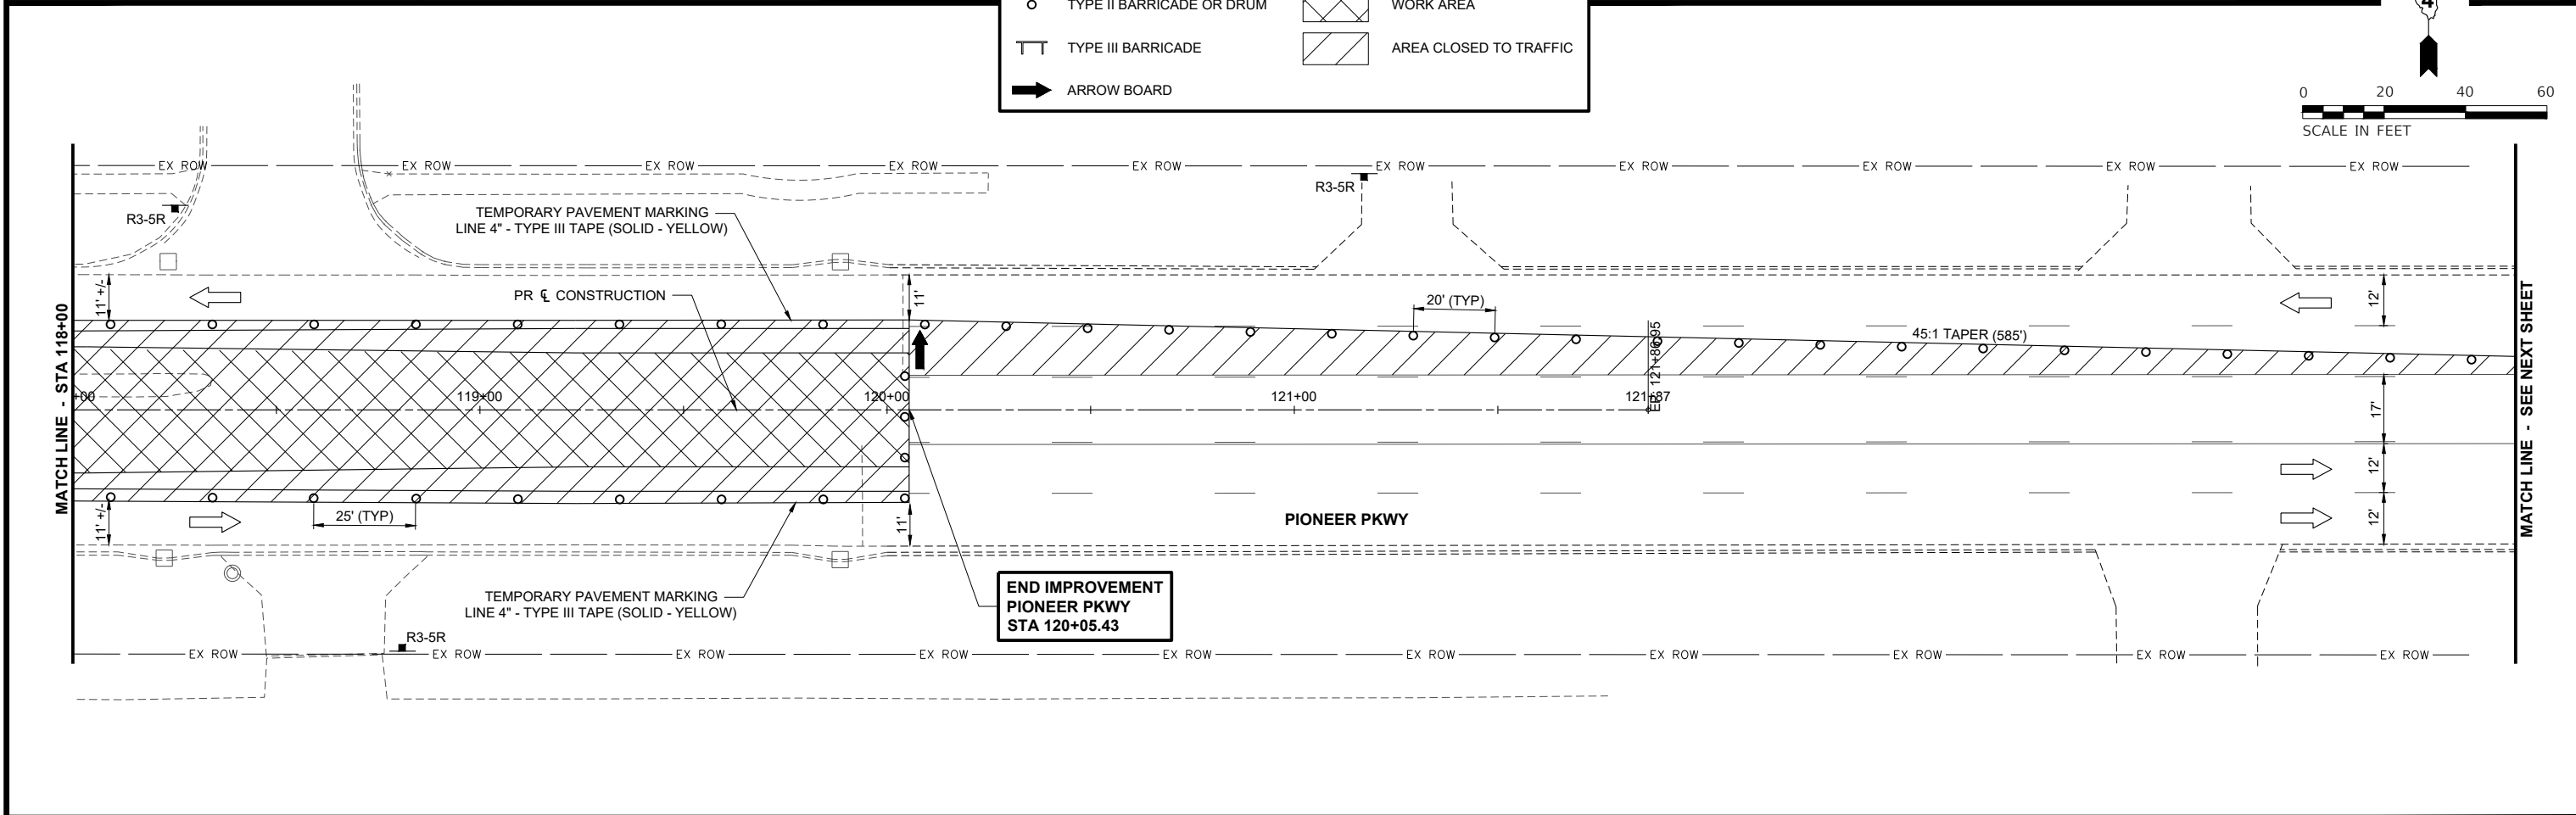 TYPE II BARRICADE OR DRUM
WORK AREA
TYPE III BARRICADE
AREA CLOSED TO TRAFFIC
ARROW BOARD
4
0 20 40 60
SCALE IN FEET
EX ROW EX ROW EX ROW EX ROW EX ROW EX ROW EX ROW EX ROW EX ROW EX ROW
R3-5R
R3-5R
TEMPORARY PAVEMENT MARKING
LINE 4" - TYPE III TAPE (SOLID - YELLOW)
PR ℄ CONSTRUCTION
11' +/-
11'
20' (TYP)
12'
45:1 TAPER (585')
MATCH LINE - STA 118+00
MATCH LINE - SEE NEXT SHEET
+00
119+00
120+00
121+00
121+87
EP 121+86.95
17'
12'
12'
25' (TYP)
11' +/-
11'
PIONEER PKWY
END IMPROVEMENT
PIONEER PKWY
STA 120+05.43
TEMPORARY PAVEMENT MARKING
LINE 4" - TYPE III TAPE (SOLID - YELLOW)
R3-5R
EX ROW EX ROW EX ROW EX ROW EX ROW EX ROW EX ROW EX ROW EX ROW EX ROW